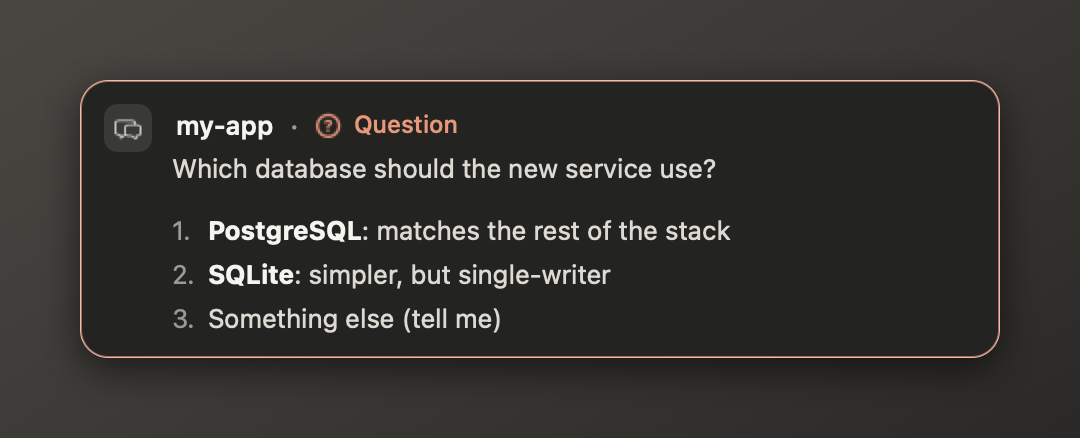 my-app · Question
Which database should the new service use?
1. PostgreSQL: matches the rest of the stack
2. SQLite: simpler, but single-writer
3. Something else (tell me)